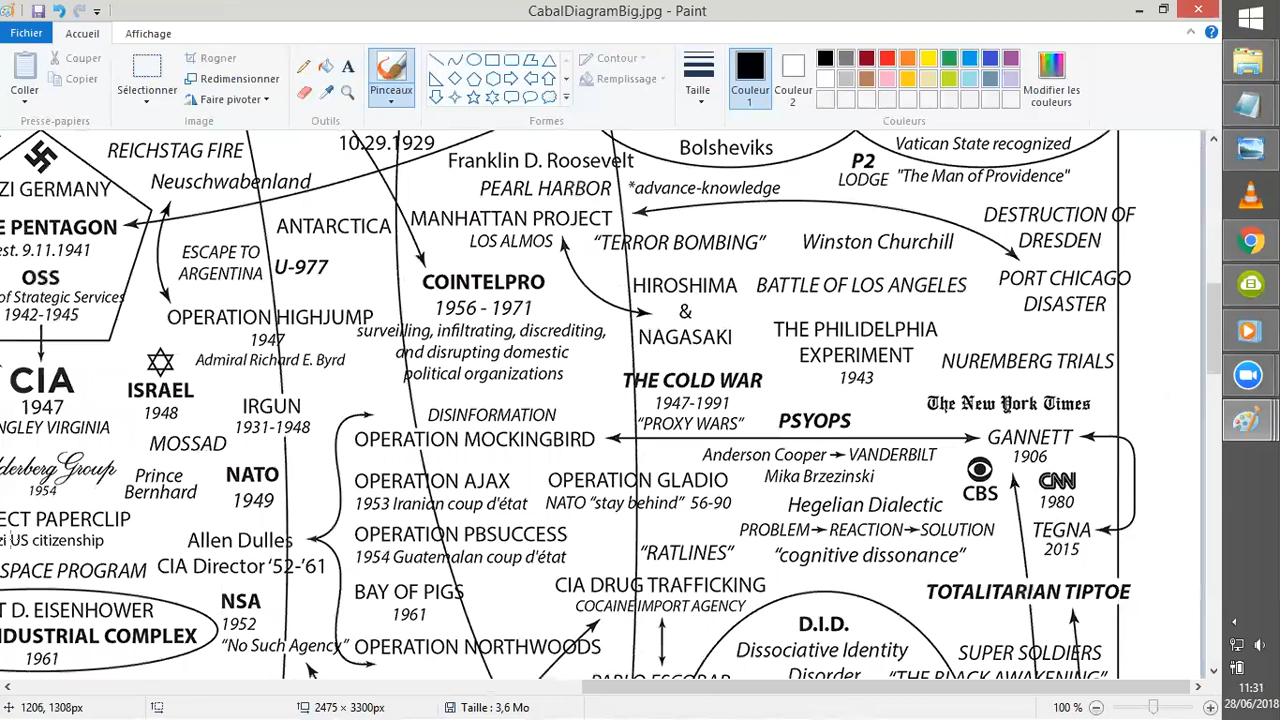 CabalDiagramBig.jpg - Paint
Fichier
Accueil
Affichage
Coller
Couper
Copier
Presse-papiers
Sélectionner
Rogner
Redimensionner
Faire pivoter
Image
Outils
Pinceaux
Formes
Contour
Remplissage
Taille
Couleur 1
Couleur 2
Modifier les couleurs
Couleurs
REICHSTAG FIRE
10.29.1929
Franklin D. Roosevelt
Bolsheviks
Vatican State recognized
P2
LODGE
"The Man of Providence"
ZI GERMANY
Neuschwabenland
PEARL HARBOR
*advance-knowledge
E PENTAGON
est. 9.11.1941
ANTARCTICA
MANHATTAN PROJECT
LOS ALMOS
"TERROR BOMBING"
Winston Churchill
DESTRUCTION OF
DRESDEN
OSS
of Strategic Services
1942-1945
ESCAPE TO
ARGENTINA
U-977
COINTELPRO
1956 - 1971
surveiling, infiltrating, discrediting,
and disrupting domestic
political organizations
HIROSHIMA
&
NAGASAKI
BATTLE OF LOS ANGELES
PORT CHICAGO
DISASTER
OPERATION HIGHJUMP
1947
Admiral Richard E. Byrd
THE PHILIDELPHIA
EXPERIMENT
1943
NUREMBERG TRIALS
CIA
1947
NGLEY VIRGINIA
ISRAEL
1948
IRGUN
1931-1948
MOSSAD
THE COLD WAR
1947-1991
"PROXY WARS"
PSYOPS
The New York Times
DISINFORMATION
OPERATION MOCKINGBIRD
GANNETT
1906
lderberg Group
1954
Prince
Bernhard
NATO
1949
OPERATION AJAX
1953 Iranian coup d'état
OPERATION GLADIO
NATO "stay behind" 56-90
Anderson Cooper
VANDERBILT
Mika Brzezinski
CBS
CNN
1980
Hegelian Dialectic
PROBLEM
REACTION
SOLUTION
"cognitive dissonance"
TEGNA
2015
ECT PAPERCLIP
zi US citizenship
SPACE PROGRAM
Allen Dulles
CIA Director '52-'61
OPERATION PBSUCCESS
1954 Guatemalan coup d'état
"RATLINES"
T D. EISENHOWER
NDUSTRIAL COMPLEX
1961
NSA
1952
"No Such Agency"
BAY OF PIGS
1961
OPERATION NORTHWOODS
CIA DRUG TRAFFICKING
COCAINE IMPORT AGENCY
PABLO ESCOBAR
D.I.D.
Dissociative Identity
Disorder
TOTALITARIAN TIPTOE
SUPER SOLDIERS
"THE BLACK AWAKENING"
1206, 1308px
2475 × 3300px
Taille : 3,6 Mo
100 %
11:31
28/06/2018